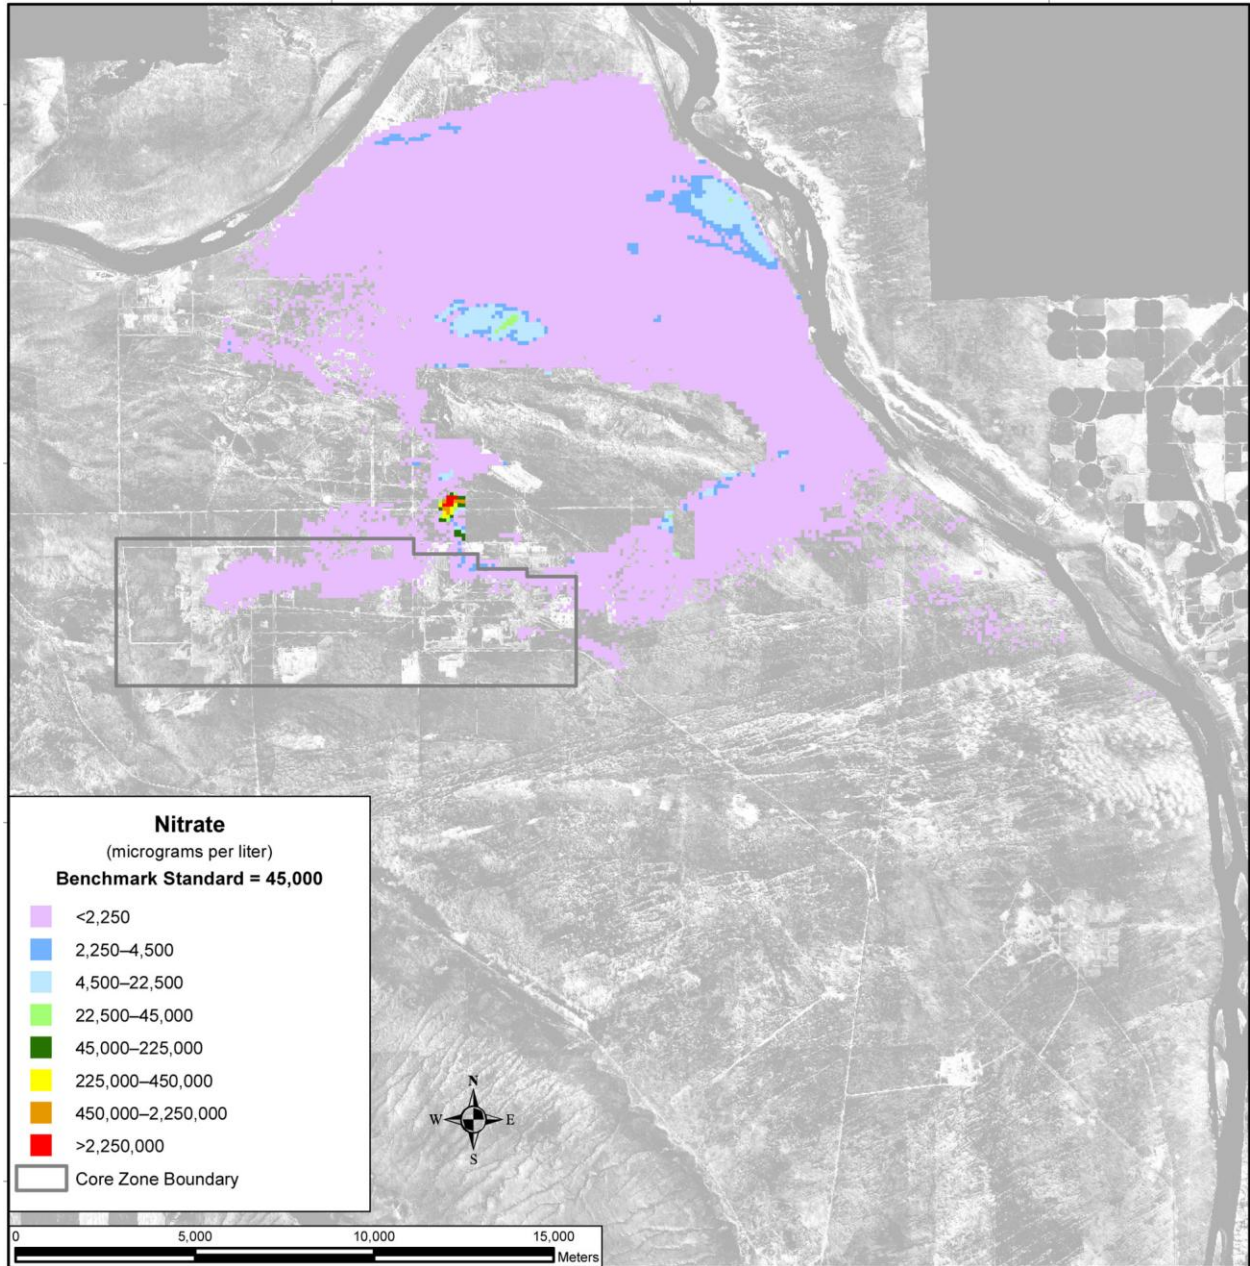 Nitrate
(micrograms per liter)
Benchmark Standard = 45,000
<2,250
2,250–4,500
4,500–22,500
22,500–45,000
45,000–225,000
225,000–450,000
450,000–2,250,000
>2,250,000
Core Zone Boundary
N
W E
S
0 5,000 10,000 15,000
Meters